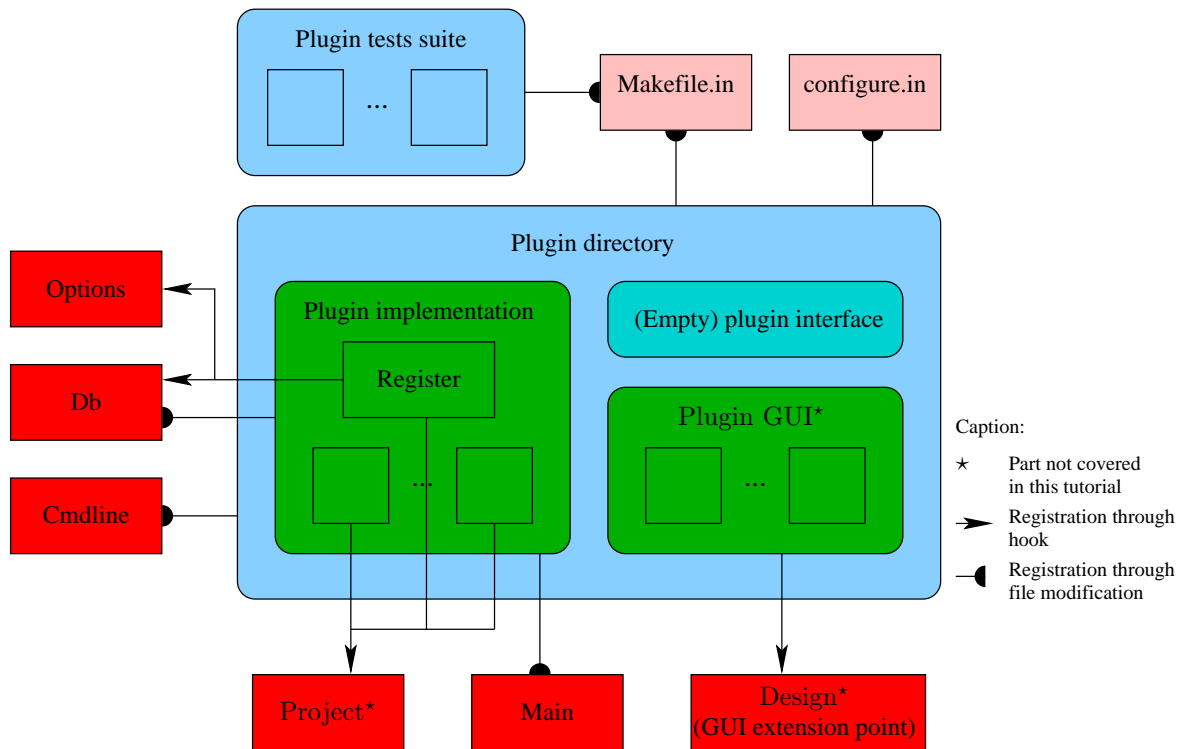 Plugin tests suite
...
Makefile.in
configure.in
Plugin directory
Options
Plugin implementation
(Empty) plugin interface
Register
Db
Plugin GUI⋆
...
...
Cmdline
Caption:
⋆ Part not covered
in this tutorial
Registration through
hook
Registration through
file modification
Project⋆
Main
Design⋆
(GUI extension point)